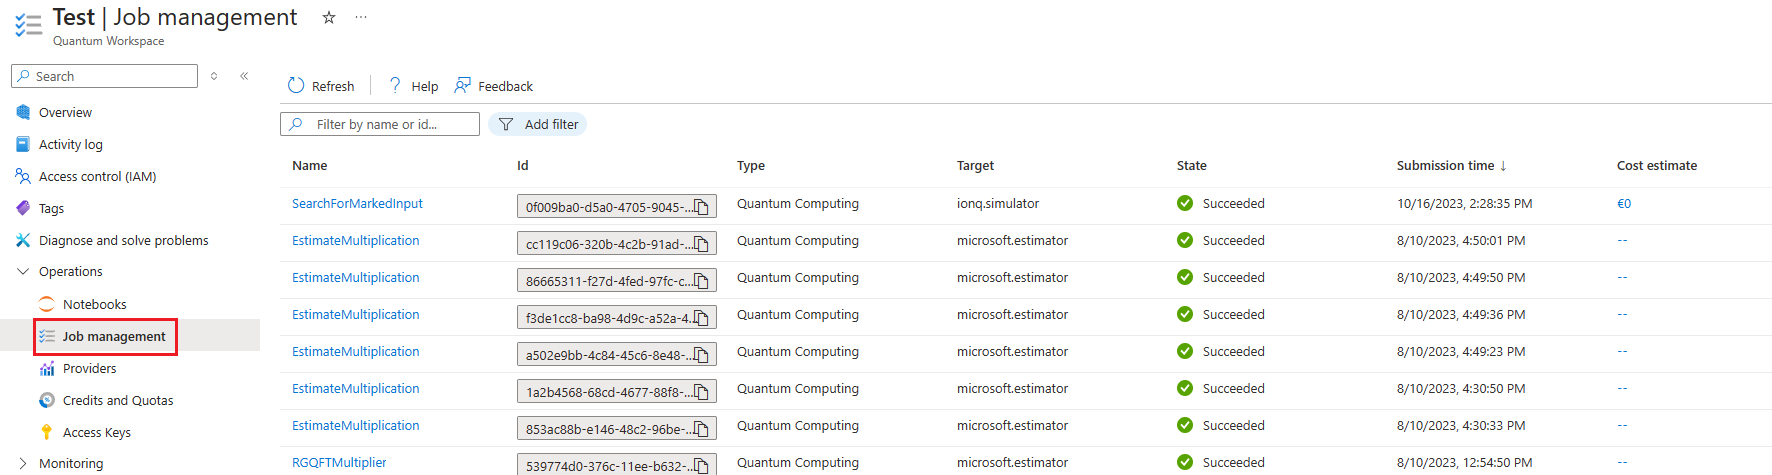 Test | Job management
Quantum Workspace
Search
Overview
Activity log
Access control (IAM)
Tags
Diagnose and solve problems
Operations
Notebooks
Job management
Providers
Credits and Quotas
Access Keys
Monitoring
Refresh Help Feedback
Filter by name or id... Add filter
Name Id Type Target State Submission time ↓ Cost estimate
SearchForMarkedInput 0f009ba0-d5a0-4705-9045-... Quantum Computing ionq.simulator Succeeded 10/16/2023, 2:28:35 PM €0
EstimateMultiplication cc119c06-320b-4c2b-91ad-... Quantum Computing microsoft.estimator Succeeded 8/10/2023, 4:50:01 PM --
EstimateMultiplication 86665311-f27d-4fed-97fc-c... Quantum Computing microsoft.estimator Succeeded 8/10/2023, 4:49:50 PM --
EstimateMultiplication f3de1cc8-ba98-4d9c-a52a-4... Quantum Computing microsoft.estimator Succeeded 8/10/2023, 4:49:36 PM --
EstimateMultiplication a502e9bb-4c84-45c6-8e48-... Quantum Computing microsoft.estimator Succeeded 8/10/2023, 4:49:23 PM --
EstimateMultiplication 1a2b4568-68cd-4677-88f8-... Quantum Computing microsoft.estimator Succeeded 8/10/2023, 4:30:50 PM --
EstimateMultiplication 853ac88b-e146-48c2-96be-... Quantum Computing microsoft.estimator Succeeded 8/10/2023, 4:30:33 PM --
RGQFTMultiplier 539774d0-376c-11ee-b632-... Quantum Computing microsoft.estimator Succeeded 8/10/2023, 12:54:50 PM --